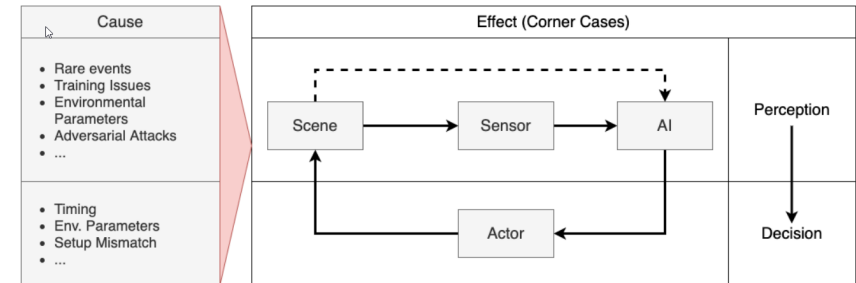 Cause
Effect (Corner Cases)
• Rare events
• Training Issues
• Environmental
Parameters
• Adversarial Attacks
• ...
Scene
Sensor
AI
Perception
• Timing
• Env. Parameters
• Setup Mismatch
• ...
Actor
Decision